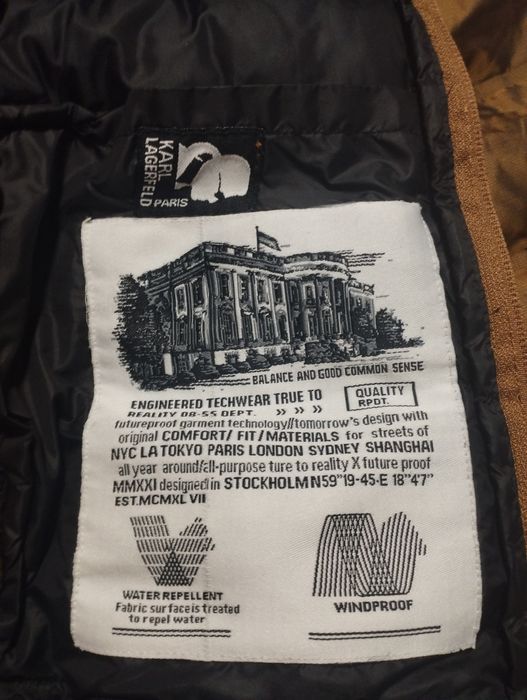 KARL
LAGERFELD
PARIS
BALANCE AND GOOD COMMON SENSE
ENGINEERED TECHWEAR TRUE TO
REALITY 08-SS DEPT. » » »
QUALITY
RPDT.
futureproof garment technology//tomorrow's design with
original COMFORT/ FIT/MATERIALS for streets of
NYC LA TOKYO PARIS LONDON SYDNEY SHANGHAI
all year around/all-purpose ture to reality X future proof
MMXXI designed/in STOCKHOLM N59"19-45-E 18"47"
EST.MCMXL VII
WATER REPELLENT
Fabric surface is treated
to repel water
WINDPROOF